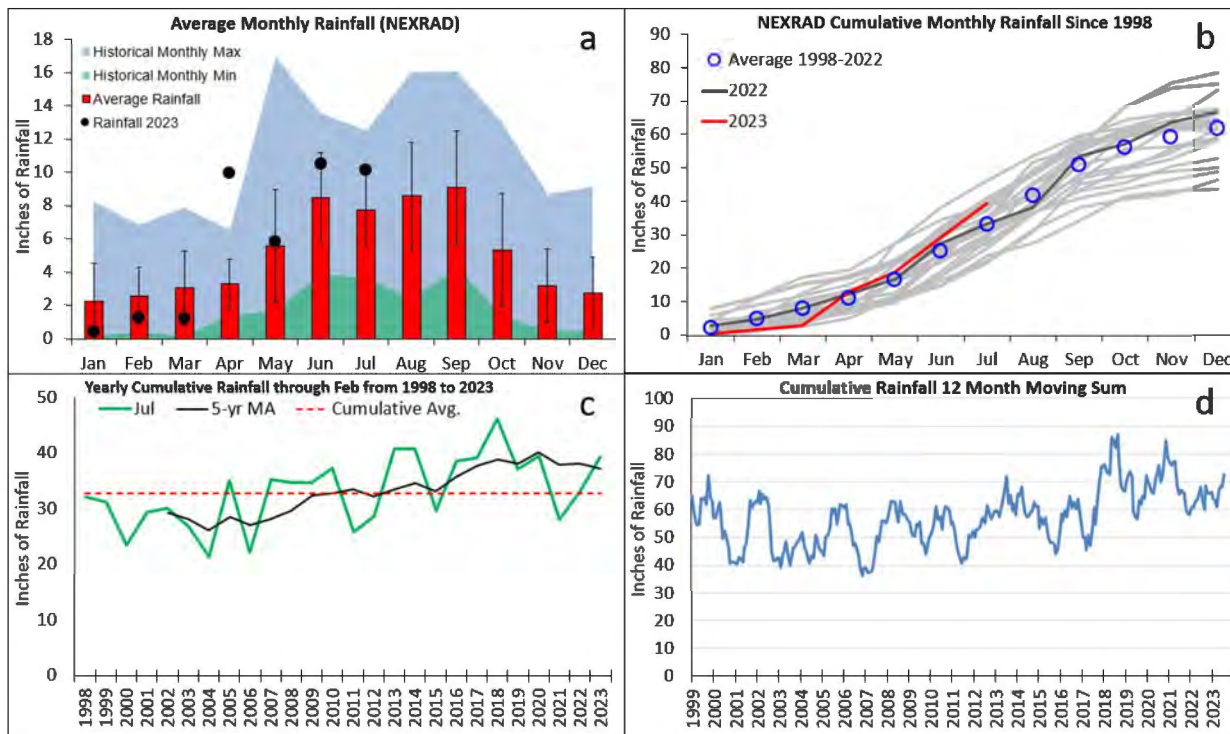 Average Monthly Rainfall (NEXRAD)
a
18
16
14
12
10
8
6
4
2
0
Inches of Rainfall
Historical Monthly Max
Historical Monthly Min
Average Rainfall
Rainfall 2023
Jan Feb Mar Apr May Jun Jul Aug Sep Oct Nov Dec
NEXRAD Cumulative Monthly Rainfall Since 1998
b
90
80
70
60
50
40
30
20
10
0
Inches of Rainfall
Average 1998-2022
2022
2023
Jan Feb Mar Apr May Jun Jul Aug Sep Oct Nov Dec
Yearly Cumulative Rainfall through Feb from 1998 to 2023
c
Jul 5-yr MA Cumulative Avg.
50
40
30
20
10
0
Inches of Rainfall
1998 1999 2000 2001 2002 2003 2004 2005 2006 2007 2008 2009 2010 2011 2012 2013 2014 2015 2016 2017 2018 2019 2020 2021 2022 2023
Cumulative Rainfall 12 Month Moving Sum
d
100
90
80
70
60
50
40
30
20
10
0
Inches of Rainfall
1999 2000 2001 2002 2003 2004 2005 2006 2007 2008 2009 2010 2011 2012 2013 2014 2015 2016 2017 2018 2019 2020 2021 2022 2023